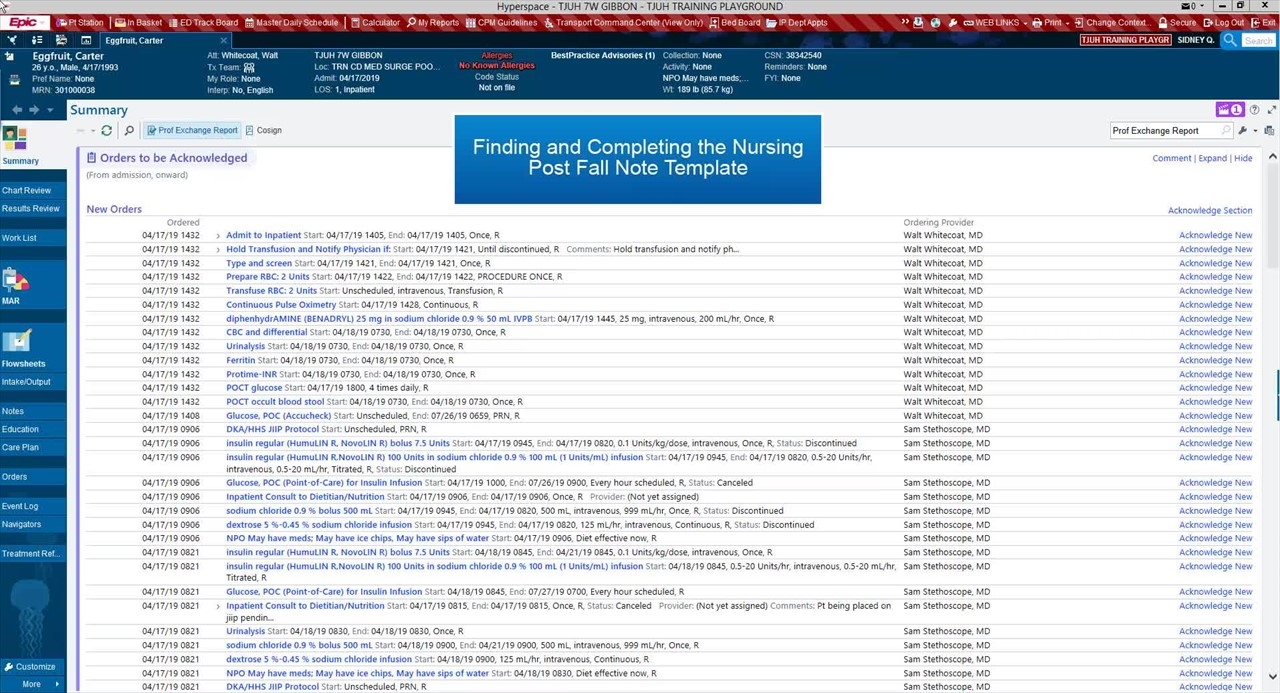 Hyperspace - TJUH 7W GIBBON - TJUH TRAINING PLAYGROUND
0
Epic Pt Station In Basket ED Track Board Master Daily Schedule Calculator My Reports CPM Guidelines Transport Command Center (View Only) Bed Board IP Dept Appts WEB LINKS Print Change Context... Secure Log Out Exit
Eggfruit, Carter
TJUH TRAINING PLAYGR SIDNEY Q. Search
Eggfruit, Carter
26 y.o., Male, 4/17/1993
Pref Name: None
MRN: 301000038
Att: Whitecoat, Walt
Tx Team:
My Role: None
Interp: No, English
TJUH 7W GIBBON
Loc: TRN CD MED SURGE POO...
Admit: 04/17/2019
LOS: 1, Inpatient
Allergies
No Known Allergies
Code Status
Not on file
BestPractice Advisories (1)
Collection: None
Activity: None
NPO May have meds;...
Wt: 189 lb (85.7 kg)
CSN: 38342540
Reminders: None
FYI: None
Summary
1
Prof Exchange Report Cosign
Prof Exchange Report
Finding and Completing the Nursing
Post Fall Note Template
Summary
Chart Review
Results Review
Work List
MAR
Flowsheets
Intake/Output
Notes
Education
Care Plan
Orders
Event Log
Navigators
Treatment Ref...
Customize
More
Orders to be Acknowledged
Comment | Expand | Hide
(From admission, onward)
New Orders
Acknowledge Section
Ordered Ordering Provider
04/17/19 1432 Admit to Inpatient Start: 04/17/19 1405, End: 04/17/19 1405, Once, R Walt Whitecoat, MD Acknowledge New
04/17/19 1432 Hold Transfusion and Notify Physician if: Start: 04/17/19 1421, Until discontinued, R Comments: Hold transfusion and notify ph... Walt Whitecoat, MD Acknowledge New
04/17/19 1432 Type and screen Start: 04/17/19 1421, End: 04/17/19 1421, Once, R Walt Whitecoat, MD Acknowledge New
04/17/19 1432 Prepare RBC: 2 Units Start: 04/17/19 1422, End: 04/17/19 1422, PROCEDURE ONCE, R Walt Whitecoat, MD Acknowledge New
04/17/19 1432 Transfuse RBC: 2 Units Start: Unscheduled, intravenous, Transfusion, R Walt Whitecoat, MD Acknowledge New
04/17/19 1432 Continuous Pulse Oximetry Start: 04/17/19 1428, Continuous, R Walt Whitecoat, MD Acknowledge New
04/17/19 1432 diphenhydrAMINE (BENADRYL) 25 mg in sodium chloride 0.9 % 50 mL IVPB Start: 04/17/19 1445, 25 mg, intravenous, 200 mL/hr, Once, R Walt Whitecoat, MD Acknowledge New
04/17/19 1432 CBC and differential Start: 04/18/19 0730, End: 04/18/19 0730, Once, R Walt Whitecoat, MD Acknowledge New
04/17/19 1432 Urinalysis Start: 04/18/19 0730, End: 04/18/19 0730, Once, R Walt Whitecoat, MD Acknowledge New
04/17/19 1432 Ferritin Start: 04/18/19 0730, End: 04/18/19 0730, Once, R Walt Whitecoat, MD Acknowledge New
04/17/19 1432 Protime-INR Start: 04/18/19 0730, End: 04/18/19 0730, Once, R Walt Whitecoat, MD Acknowledge New
04/17/19 1432 POCT glucose Start: 04/17/19 1800, 4 times daily, R Walt Whitecoat, MD Acknowledge New
04/17/19 1432 POCT occult blood stool Start: 04/18/19 0730, End: 04/18/19 0730, Once, R Walt Whitecoat, MD Acknowledge New
04/17/19 1408 Glucose, POC (Accucheck) Start: Unscheduled, End: 07/26/19 0659, PRN, R Walt Whitecoat, MD Acknowledge New
04/17/19 0906 DKA/HHS JIIP Protocol Start: Unscheduled, PRN, R Sam Stethoscope, MD Acknowledge New
04/17/19 0906 insulin regular (HumuLIN R, NovoLIN R) bolus 7.5 Units Start: 04/17/19 0945, End: 04/17/19 0820, 0.1 Units/kg/dose, intravenous, Once, R, Status: Discontinued Sam Stethoscope, MD Acknowledge New
04/17/19 0906 insulin regular (HumuLIN R, NovoLIN R) 100 Units in sodium chloride 0.9 % 100 mL (1 Units/mL) infusion Start: 04/17/19 0945, End: 04/17/19 0820, 0.5-20 Units/hr, Sam Stethoscope, MD Acknowledge New
intravenous, 0.5-20 mL/hr, Titrated, R, Status: Discontinued
04/17/19 0906 Glucose, POC (Point-of-Care) for Insulin Infusion Start: 04/17/19 1000, End: 07/26/19 0900, Every hour scheduled, R, Status: Canceled Sam Stethoscope, MD Acknowledge New
04/17/19 0906 Inpatient Consult to Dietitian/Nutrition Start: 04/17/19 0906, End: 04/17/19 0906, Once, R Provider: (Not yet assigned) Sam Stethoscope, MD Acknowledge New
04/17/19 0906 sodium chloride 0.9 % bolus 500 mL Start: 04/17/19 0945, End: 04/17/19 0820, 500 mL, intravenous, 999 mL/hr, Once, R, Status: Discontinued Sam Stethoscope, MD Acknowledge New
04/17/19 0906 dextrose 5 %-0.45 % sodium chloride infusion Start: 04/17/19 0945, End: 04/17/19 0820, 125 mL/hr, intravenous, Continuous, R, Status: Discontinued Sam Stethoscope, MD Acknowledge New
04/17/19 0906 NPO May have meds; May have ice chips, May have sips of water Start: 04/17/19 0906, Diet effective now, R Sam Stethoscope, MD Acknowledge New
04/17/19 0821 insulin regular (HumuLIN R, NovoLIN R) bolus 7.5 Units Start: 04/18/19 0845, End: 04/21/19 0845, 0.1 Units/kg/dose, intravenous, Once, R Sam Stethoscope, MD Acknowledge New
04/17/19 0821 insulin regular (HumuLIN R, NovoLIN R) 100 Units in sodium chloride 0.9 % 100 mL (1 Units/mL) infusion Start: 04/18/19 0845, 0.5-20 Units/hr, intravenous, 0.5-20 mL/hr, Sam Stethoscope, MD Acknowledge New
Titrated, R
04/17/19 0821 Glucose, POC (Point-of-Care) for Insulin Infusion Start: 04/18/19 0845, End: 07/27/19 0700, Every hour scheduled, R Sam Stethoscope, MD Acknowledge New
04/17/19 0821 Inpatient Consult to Dietitian/Nutrition Start: 04/17/19 0815, End: 04/17/19 0815, Once, R, Status: Canceled Provider: (Not yet assigned) Comments: Pt being placed on Sam Stethoscope, MD Acknowledge New
jiip pendin...
04/17/19 0821 Urinalysis Start: 04/18/19 0830, End: 04/18/19 0830, Once, R Sam Stethoscope, MD Acknowledge New
04/17/19 0821 sodium chloride 0.9 % bolus 500 mL Start: 04/18/19 0900, End: 04/21/19 0900, 500 mL, intravenous, 999 mL/hr, Once, R Sam Stethoscope, MD Acknowledge New
04/17/19 0821 dextrose 5 %-0.45 % sodium chloride infusion Start: 04/18/19 0900, 125 mL/hr, intravenous, Continuous, R Sam Stethoscope, MD Acknowledge New
04/17/19 0821 NPO May have meds; May have ice chips, May have sips of water Start: 04/18/19 0830, Diet effective now, R Sam Stethoscope, MD Acknowledge New
04/17/19 0821 DKA/HHS JIIP Protocol Start: Unscheduled, PRN, R Sam Stethoscope, MD Acknowledge New